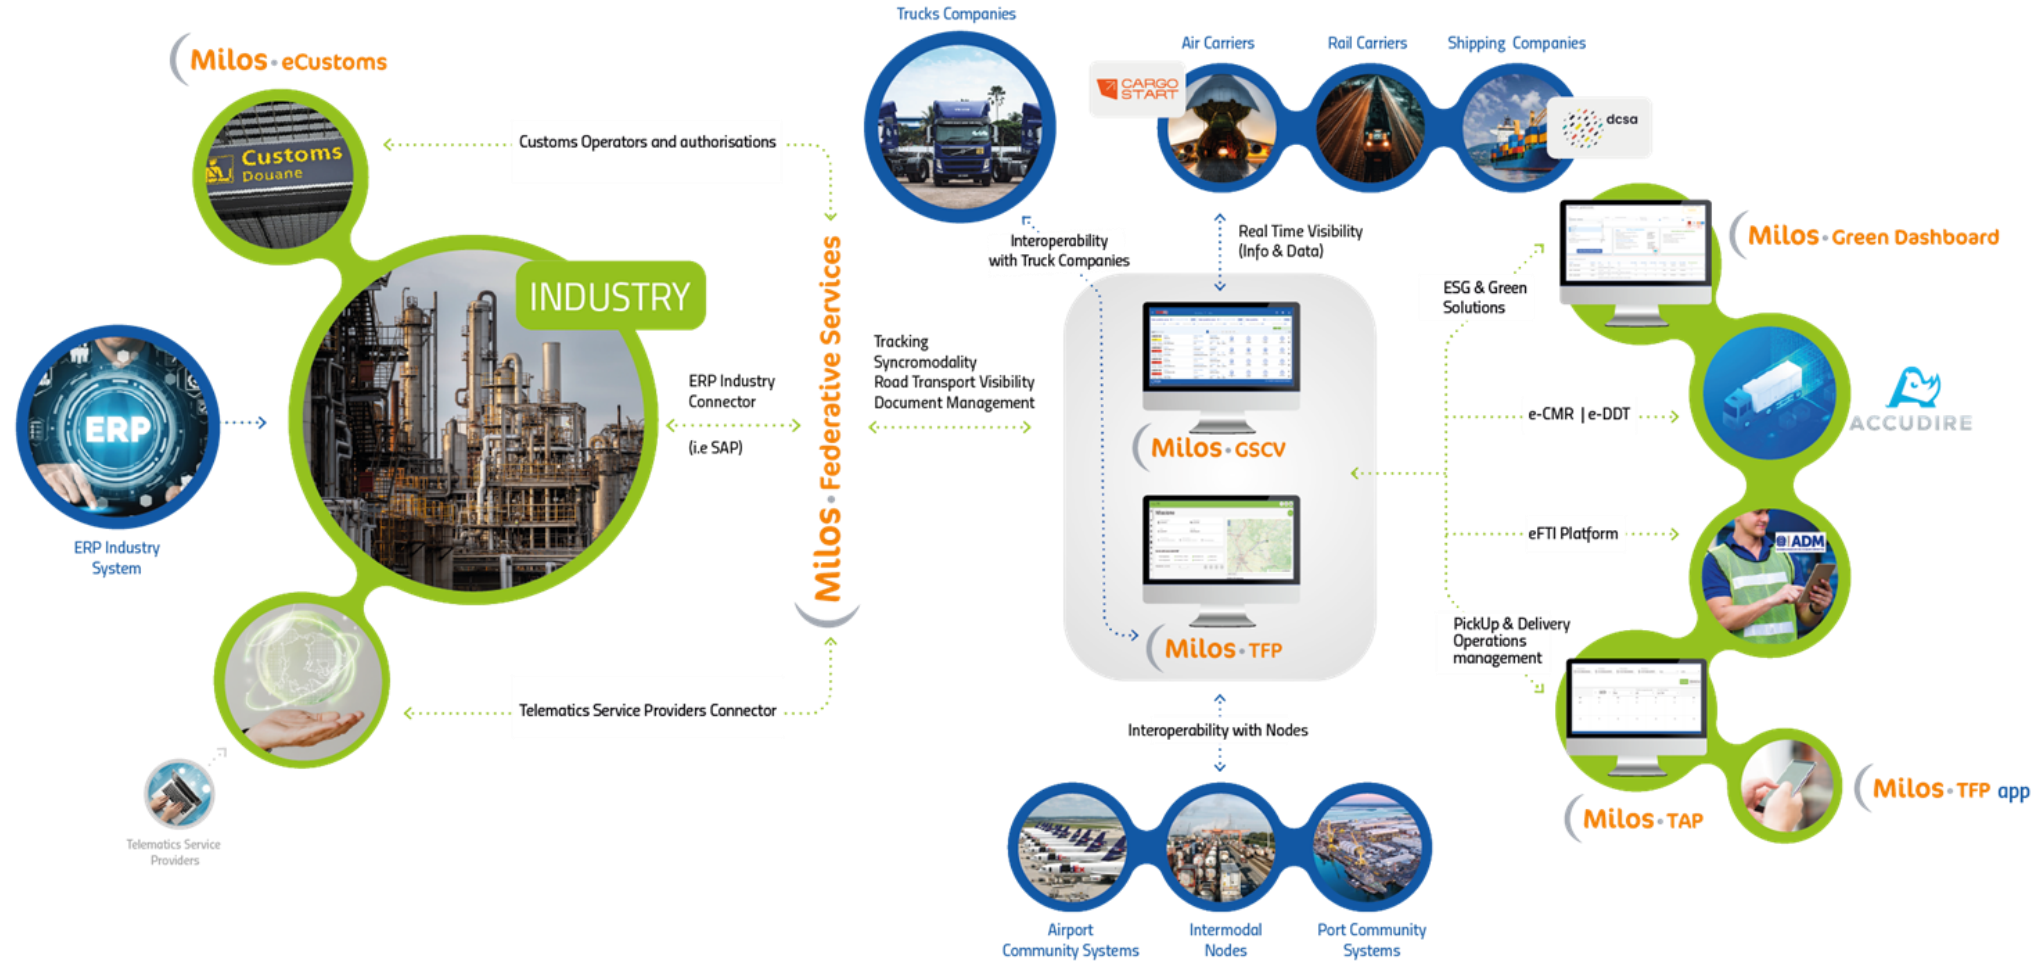 Trucks Companies
Air Carriers
Rail Carriers
Shipping Companies
Milos · eCustoms
CARGO
START
dcsa
Customs
Douane
Customs Operators and authorisations
Real Time Visibility
(Info & Data)
Interoperability
with Truck Companies
Milos · Green Dashboard
INDUSTRY
ESG & Green
Solutions
Milos · Federative Services
Tracking
Syncromodality
Road Transport Visibility
Document Management
ERP Industry
Connector
(i.e SAP)
ERP
e-CMR | e-DDT
ACCUDIRE
Milos · GSCV
eFTI Platform
ADM
ERP Industry
System
PickUp & Delivery
Operations
management
Milos · TFP
Telematics Service Providers Connector
Interoperability with Nodes
Milos · TFP app
Milos · TAP
Telematics Service
Providers
Airport
Community Systems
Intermodal
Nodes
Port Community
Systems